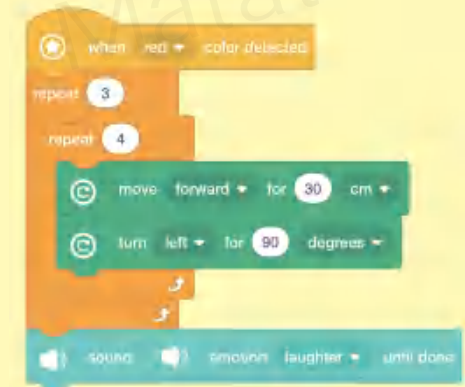 when red color detected
repeat 3
repeat 4
move forward for 30 cm
turn left for 90 degrees
sound emotion laughter until done